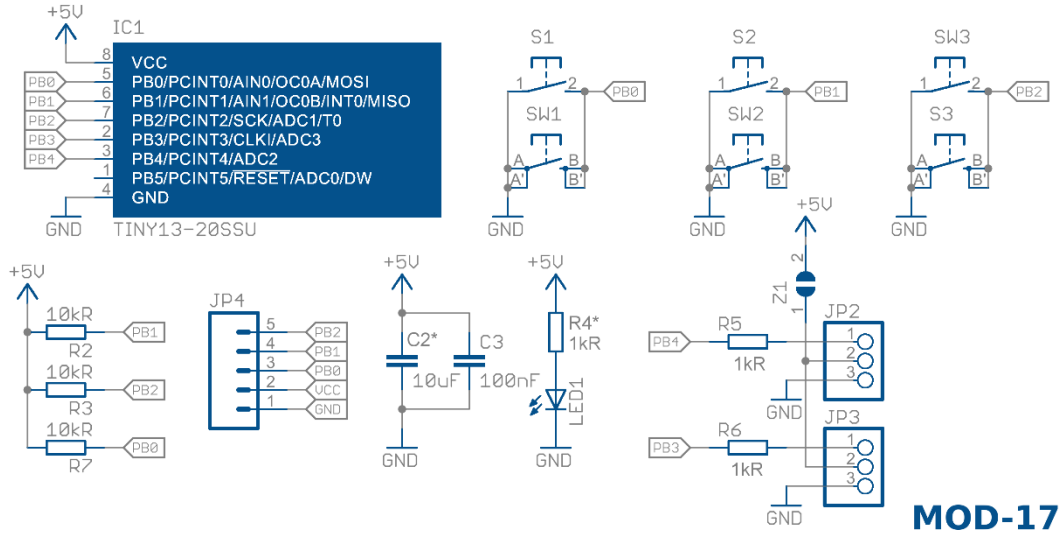 +5V
IC1
8 VCC
PB0 5 PB0/PCINT0/AIN0/OC0A/MOSI
PB1 6 PB1/PCINT1/AIN1/OC0B/INT0/MISO
PB2 7 PB2/PCINT2/SCK/ADC1/T0
PB3 2 PB3/PCINT3/CLKI/ADC3
PB4 3 PB4/PCINT4/ADC2
1 PB5/PCINT5/RESET/ADC0/DW
4 GND
GND
TINY13-20SSU
S1
1 2
PB0
SW1
A B
A' B'
GND
S2
1 2
PB1
SW2
A B
A' B'
GND
SW3
1 2
PB2
S3
A B
A' B'
GND
+5V
10kR
PB1
R2
10kR
PB2
R3
10kR
PB0
R7
JP4
5 PB2
4 PB1
3 PB0
2 VCC
1 GND
+5V
C2*
10uF
C3
100nF
GND
+5V
R4*
1kR
LED1
GND
+5V
2
Z1
1
JP2
PB4
R5
1kR
1
2
3
GND
JP3
PB3
R6
1kR
1
2
3
GND
MOD-17